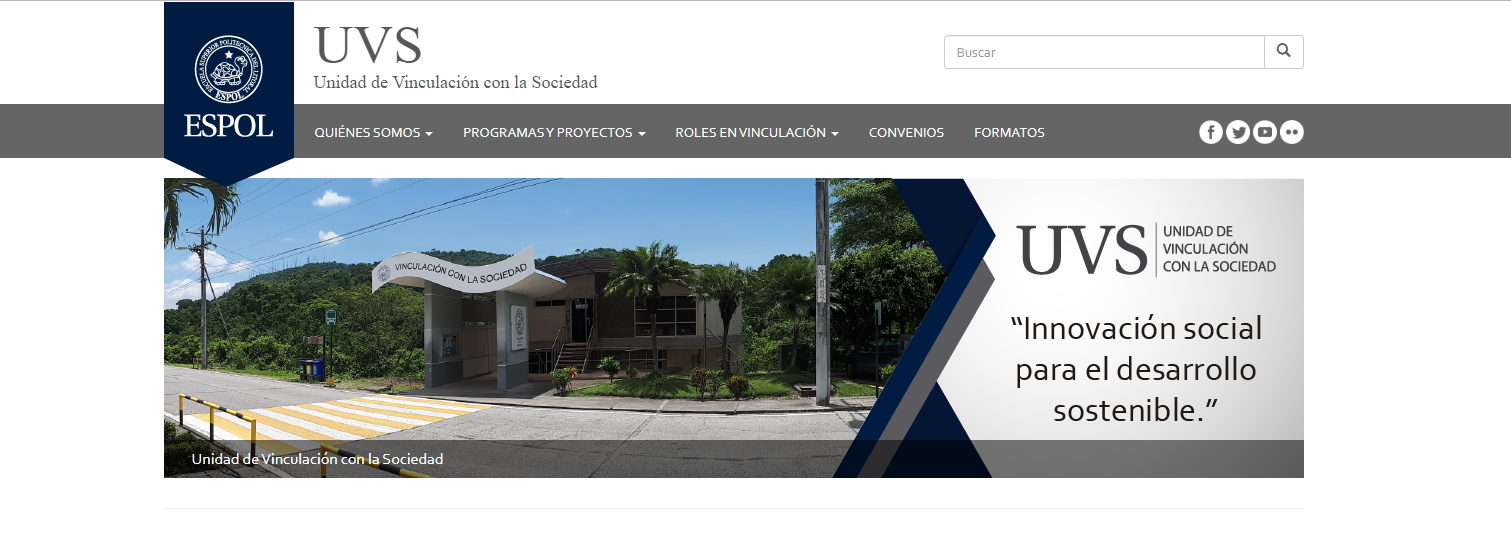 ESCUELA SUPERIOR POLITÉCNICA DEL LITORAL
ESPOL
ESPOL
UVS
Unidad de Vinculación con la Sociedad
Buscar
QUIÉNES SOMOS
PROGRAMAS Y PROYECTOS
ROLES EN VINCULACIÓN
CONVENIOS
FORMATOS
VINCULACIÓN CON LA SOCIEDAD
UVS
UNIDAD DE
VINCULACIÓN
CON LA SOCIEDAD
“Innovación social
para el desarrollo
sostenible.”
Unidad de Vinculación con la Sociedad